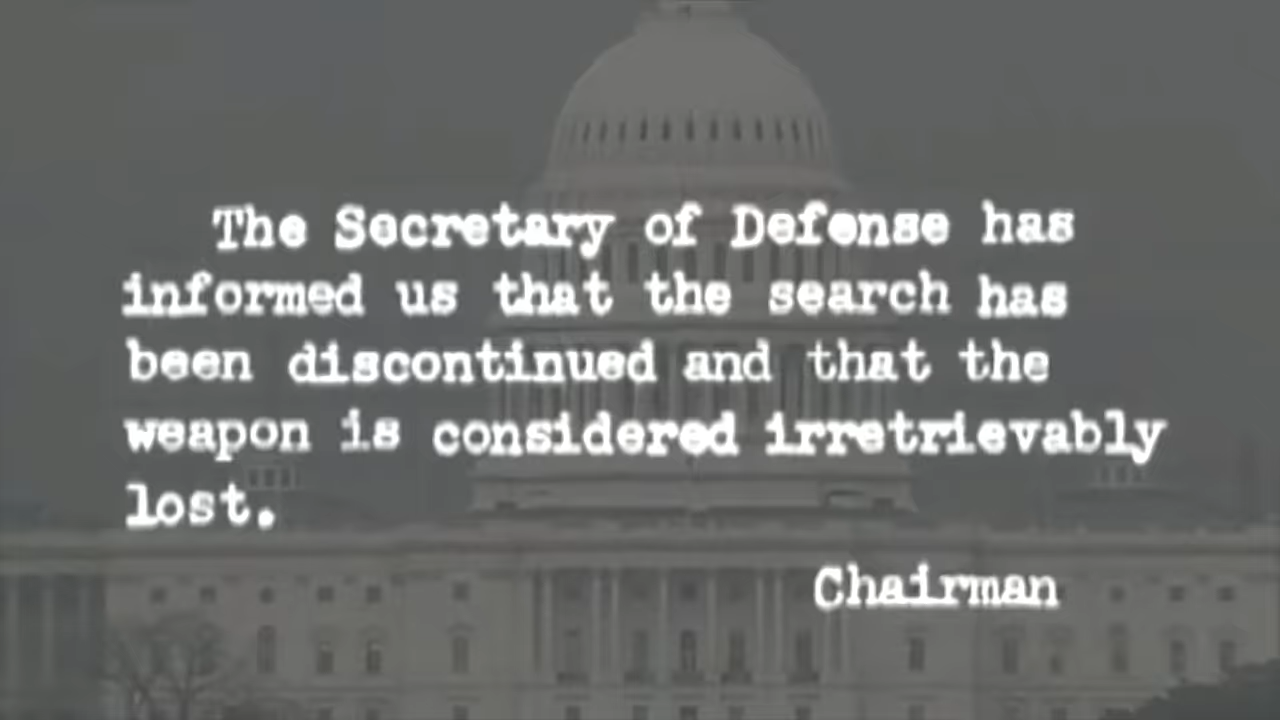 The Secretary of Defense has
informed us that the search has
been discontinued and that the
weapon is considered irretrievably
lost.
Chairman